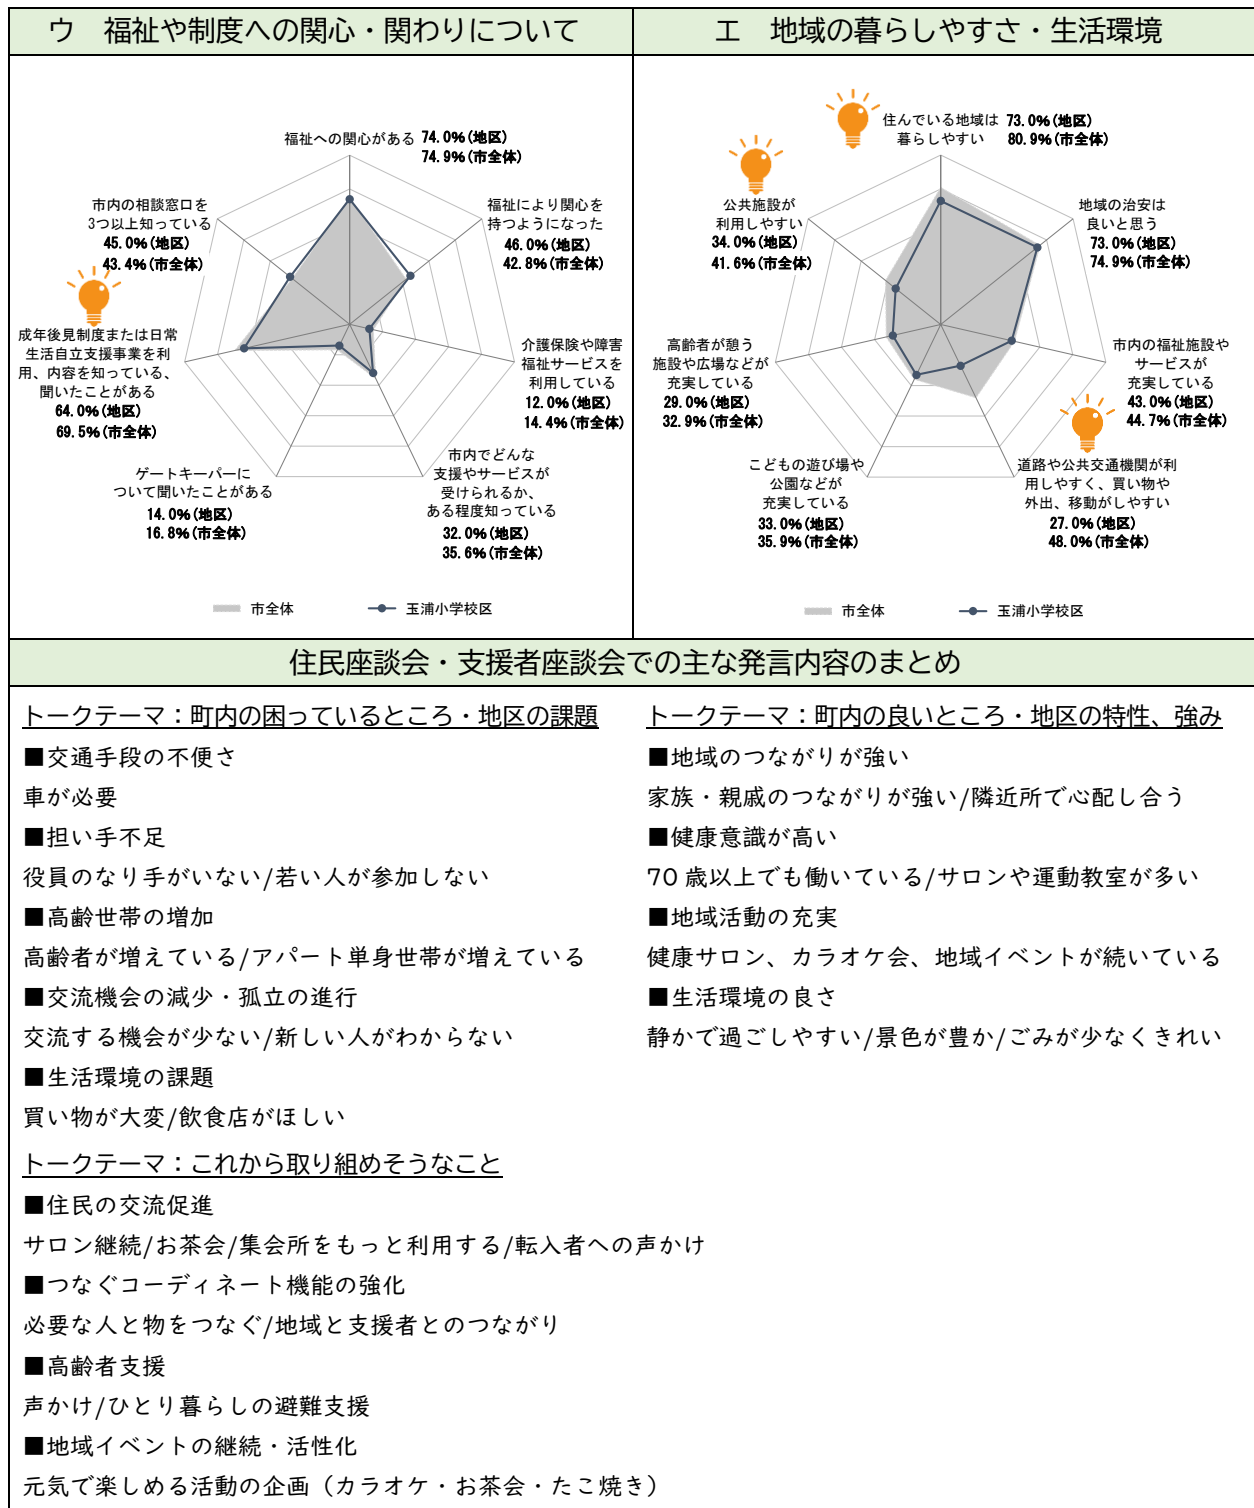 ウ　福祉や制度への関心・関わりについて
福祉への関心がある 74.0%(地区)
74.9%(市全体)
福祉により関心を
持つようになった
46.0%(地区)
42.8%(市全体)
介護保険や障害
福祉サービスを
利用している
12.0%(地区)
14.4%(市全体)
市内でどんな
支援やサービスが
受けられるか、
ある程度知っている
32.0%(地区)
35.6%(市全体)
ゲートキーパーに
ついて聞いたことがある
14.0%(地区)
16.8%(市全体)
成年後見制度または日常
生活自立支援事業を利
用、内容を知っている、
聞いたことがある
64.0%(地区)
69.5%(市全体)
市内の相談窓口を
3つ以上知っている
45.0%(地区)
43.4%(市全体)
市全体　玉浦小学校区
エ　地域の暮らしやすさ・生活環境
住んでいる地域は 73.0%(地区)
暮らしやすい 80.9%(市全体)
地域の治安は
良いと思う
73.0%(地区)
74.9%(市全体)
市内の福祉施設や
サービスが
充実している
43.0%(地区)
44.7%(市全体)
道路や公共交通機関が利
用しやすく、買い物や
外出、移動がしやすい
27.0%(地区)
48.0%(市全体)
こどもの遊び場や
公園などが
充実している
33.0%(地区)
35.9%(市全体)
高齢者が憩う
施設や広場などが
充実している
29.0%(地区)
32.9%(市全体)
公共施設が
利用しやすい
34.0%(地区)
41.6%(市全体)
市全体　玉浦小学校区
住民座談会・支援者座談会での主な発言内容のまとめ
トークテーマ：町内の困っているところ・地区の課題
■交通手段の不便さ
車が必要
■担い手不足
役員のなり手がいない/若い人が参加しない
■高齢世帯の増加
高齢者が増えている/アパート単身世帯が増えている
■交流機会の減少・孤立の進行
交流する機会が少ない/新しい人がわからない
■生活環境の課題
買い物が大変/飲食店がほしい
トークテーマ：町内の良いところ・地区の特性、強み
■地域のつながりが強い
家族・親戚のつながりが強い/隣近所で心配し合う
■健康意識が高い
70歳以上でも働いている/サロンや運動教室が多い
■地域活動の充実
健康サロン、カラオケ会、地域イベントが続いている
■生活環境の良さ
静かで過ごしやすい/景色が豊か/ごみが少なくきれい
トークテーマ：これから取り組めそうなこと
■住民の交流促進
サロン継続/お茶会/集会所をもっと利用する/転入者への声かけ
■つなぐコーディネート機能の強化
必要な人と物をつなぐ/地域と支援者とのつながり
■高齢者支援
声かけ/ひとり暮らしの避難支援
■地域イベントの継続・活性化
元気で楽しめる活動の企画（カラオケ・お茶会・たこ焼き）